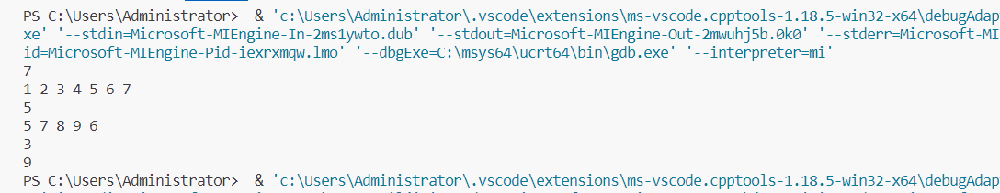 PS C:\Users\Administrator>  & 'c:\Users\Administrator\.vscode\extensions\ms-vscode.cpptools-1.18.5-win32-x64\debugAdap
xe' '--stdin=Microsoft-MIEngine-In-2ms1ywto.dub' '--stdout=Microsoft-MIEngine-Out-2mwuhj5b.0k0' '--stderr=Microsoft-MI
id=Microsoft-MIEngine-Pid-iexrxmqw.lmo' '--dbgExe=C:\msys64\ucrt64\bin\gdb.exe' '--interpreter=mi'
7
1 2 3 4 5 6 7
5
5 7 8 9 6
3
9
PS C:\Users\Administrator>  & 'c:\Users\Administrator\.vscode\extensions\ms-vscode.cpptools-1.18.5-win32-x64\debugAdap